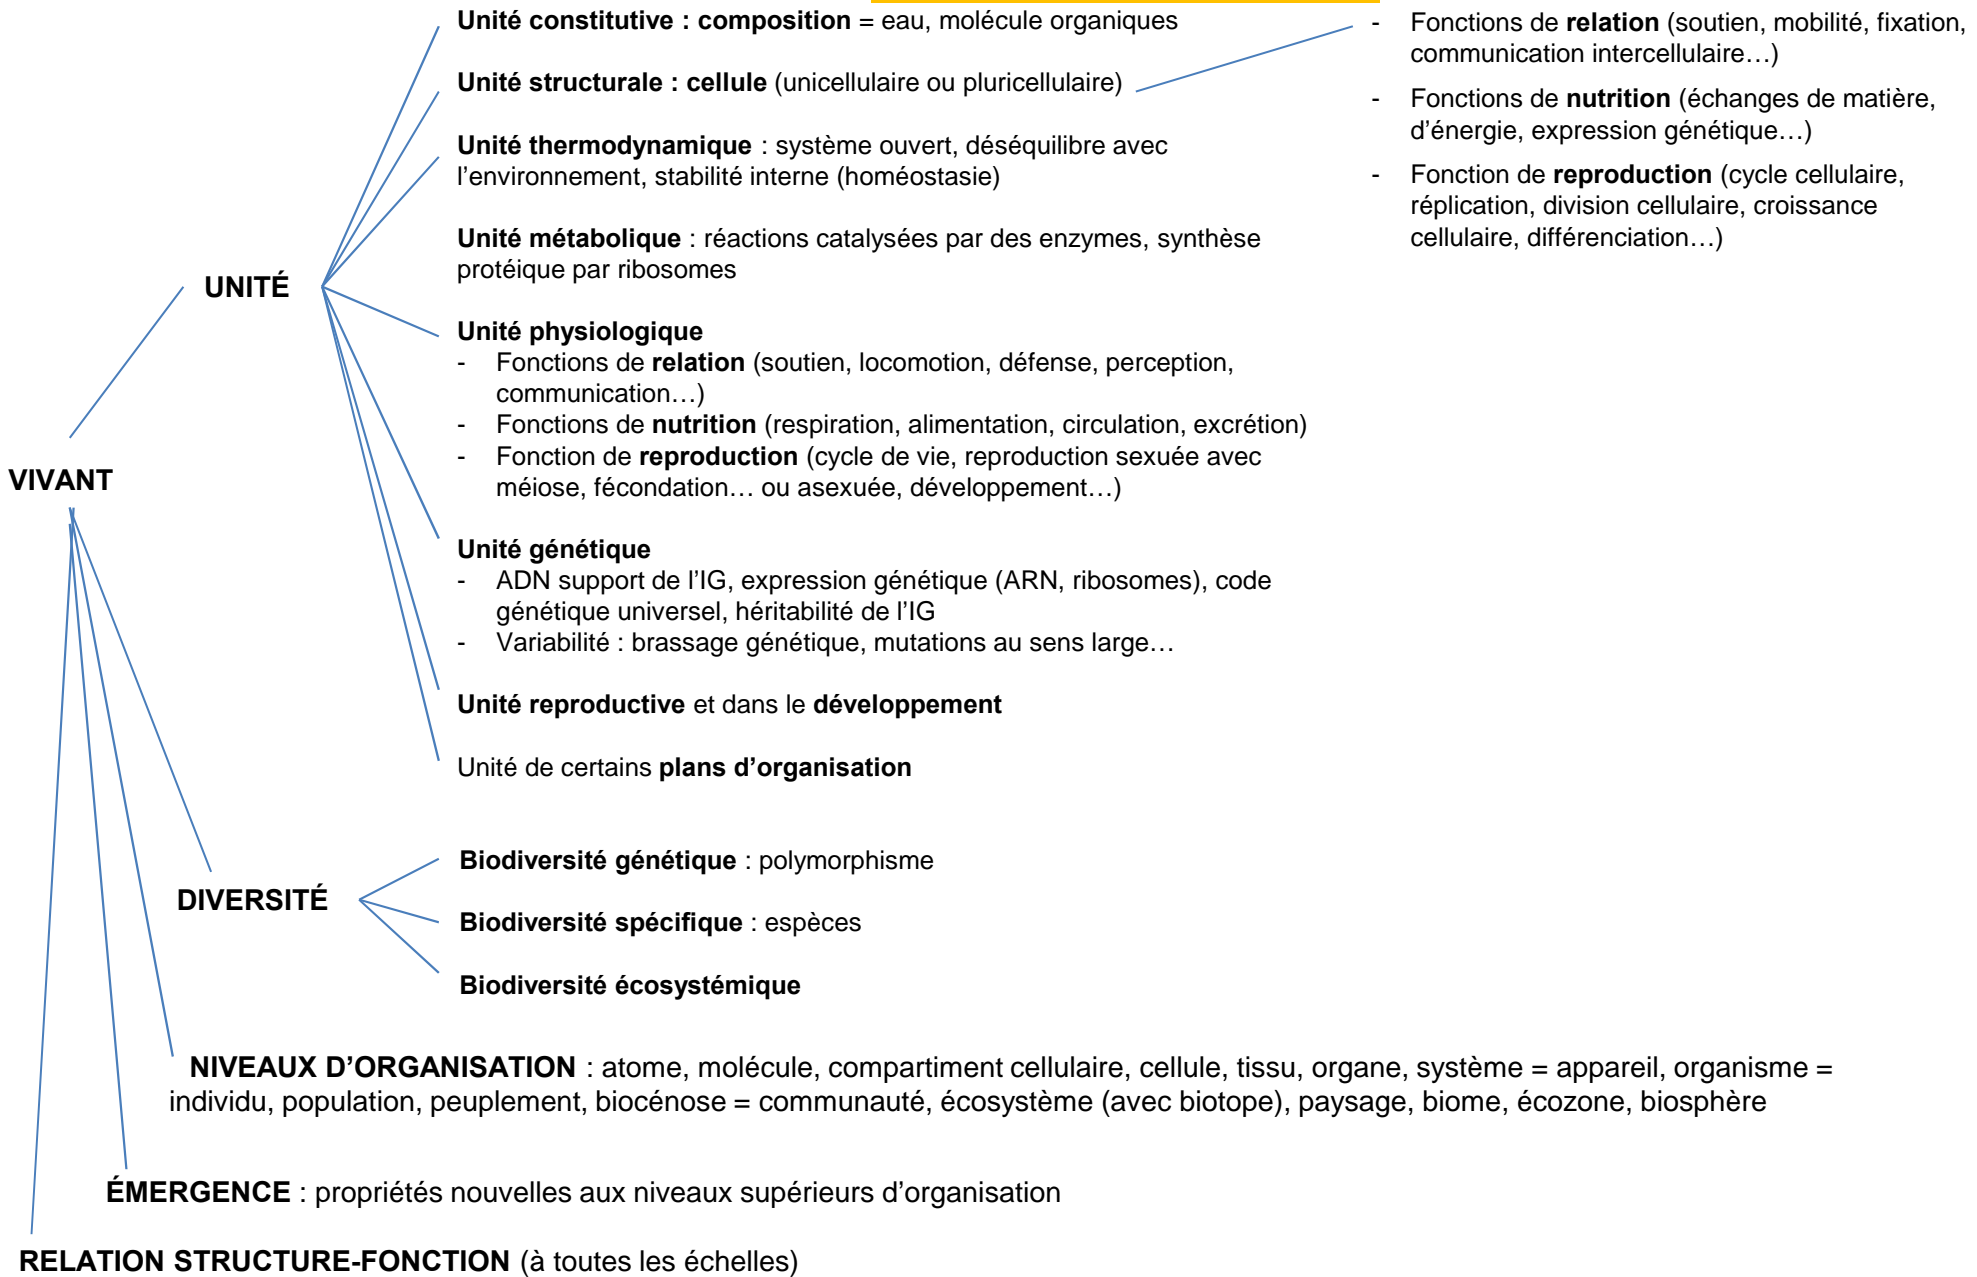 Unité constitutive : composition = eau, molécule organiques
Unité structurale : cellule (unicellulaire ou pluricellulaire)
- Fonctions de relation (soutien, mobilité, fixation,
communication intercellulaire…)
- Fonctions de nutrition (échanges de matière,
d’énergie, expression génétique…)
- Fonction de reproduction (cycle cellulaire,
réplication, division cellulaire, croissance
cellulaire, différenciation…)
Unité thermodynamique : système ouvert, déséquilibre avec
l’environnement, stabilité interne (homéostasie)
Unité métabolique : réactions catalysées par des enzymes, synthèse
protéique par ribosomes
UNITÉ
Unité physiologique
- Fonctions de relation (soutien, locomotion, défense, perception,
communication…)
- Fonctions de nutrition (respiration, alimentation, circulation, excrétion)
- Fonction de reproduction (cycle de vie, reproduction sexuée avec
méiose, fécondation… ou asexuée, développement…)
VIVANT
Unité génétique
- ADN support de l’IG, expression génétique (ARN, ribosomes), code
génétique universel, héritabilité de l’IG
- Variabilité : brassage génétique, mutations au sens large…
Unité reproductive et dans le développement
Unité de certains plans d’organisation
DIVERSITÉ
Biodiversité génétique : polymorphisme
Biodiversité spécifique : espèces
Biodiversité écosystémique
NIVEAUX D’ORGANISATION : atome, molécule, compartiment cellulaire, cellule, tissu, organe, système = appareil, organisme =
individu, population, peuplement, biocénose = communauté, écosystème (avec biotope), paysage, biome, écozone, biosphère
ÉMERGENCE : propriétés nouvelles aux niveaux supérieurs d’organisation
RELATION STRUCTURE-FONCTION (à toutes les échelles)